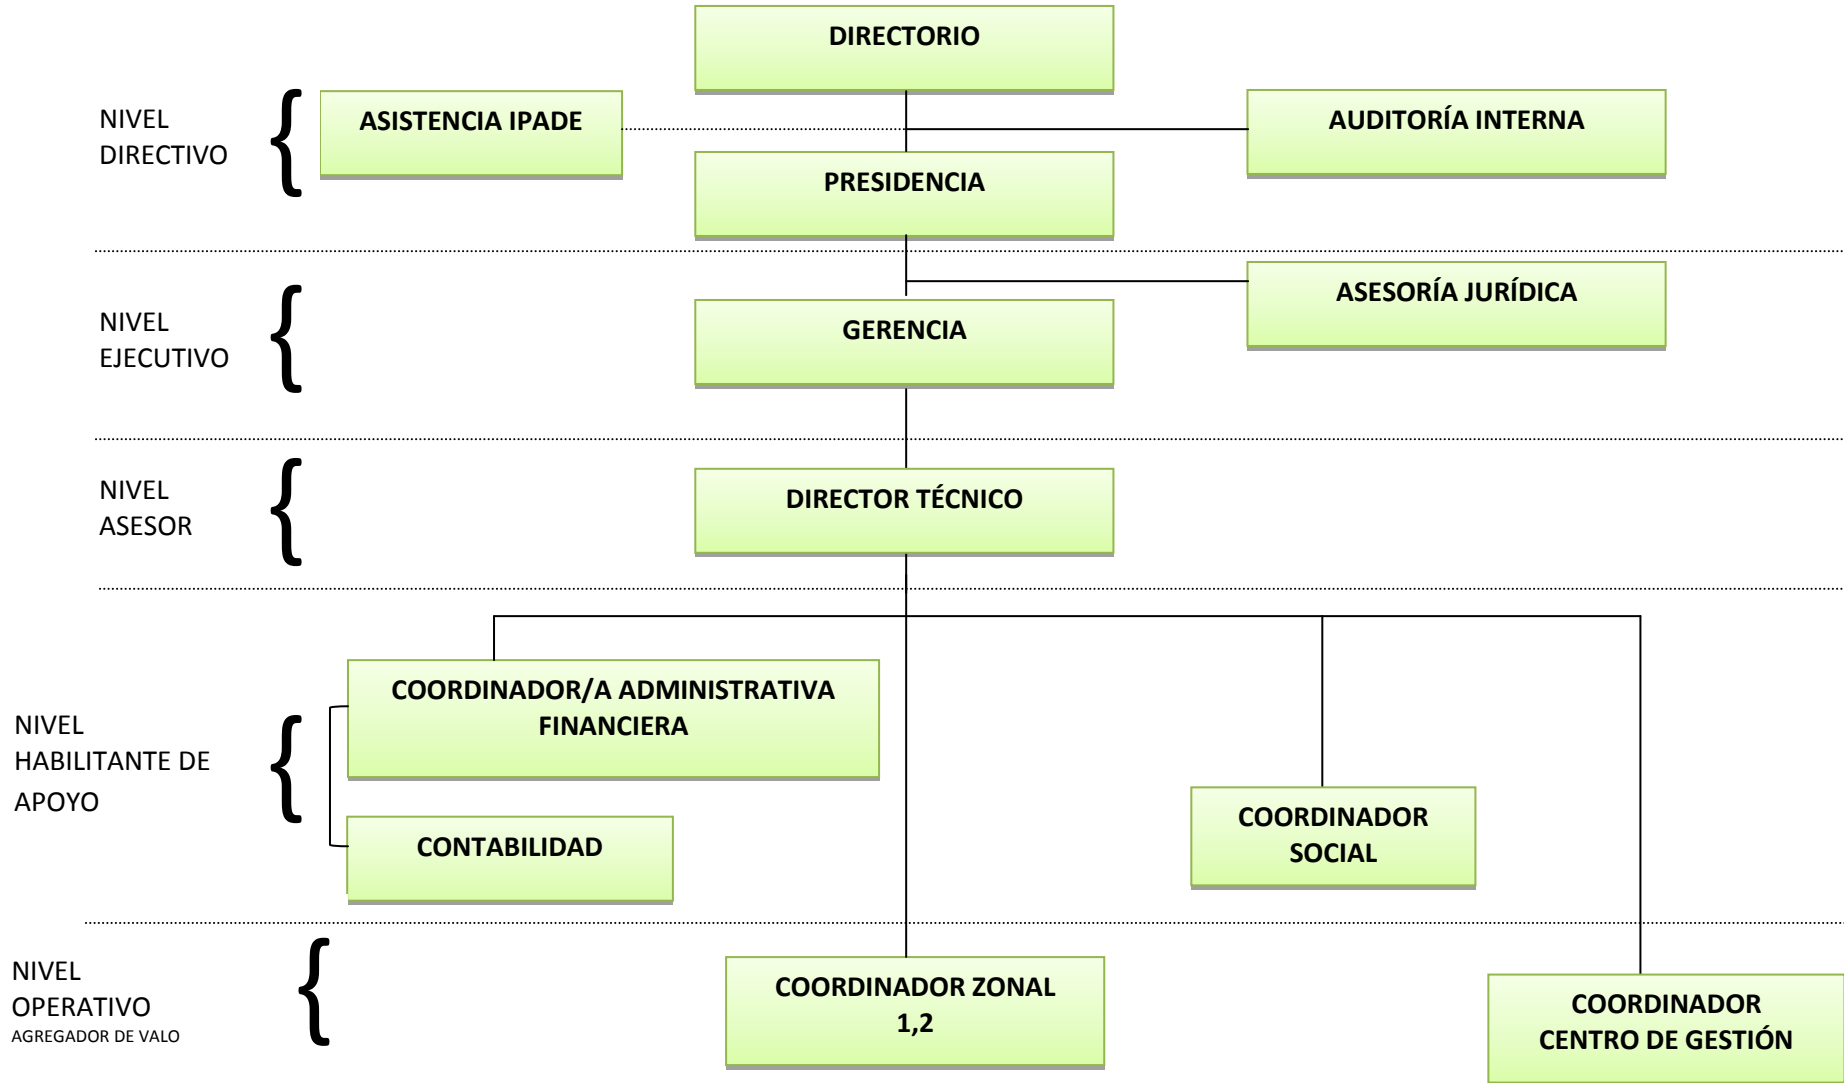 DIRECTORIO
NIVEL
DIRECTIVO
ASISTENCIA IPADE
AUDITORÍA INTERNA
PRESIDENCIA
NIVEL
EJECUTIVO
ASESORÍA JURÍDICA
GERENCIA
NIVEL
ASESOR
DIRECTOR TÉCNICO
NIVEL
HABILITANTE DE
APOYO
COORDINADOR/A ADMINISTRATIVA
FINANCIERA
CONTABILIDAD
COORDINADOR
SOCIAL
NIVEL
OPERATIVO
AGREGADOR DE VALO
COORDINADOR ZONAL
1,2
COORDINADOR
CENTRO DE GESTIÓN